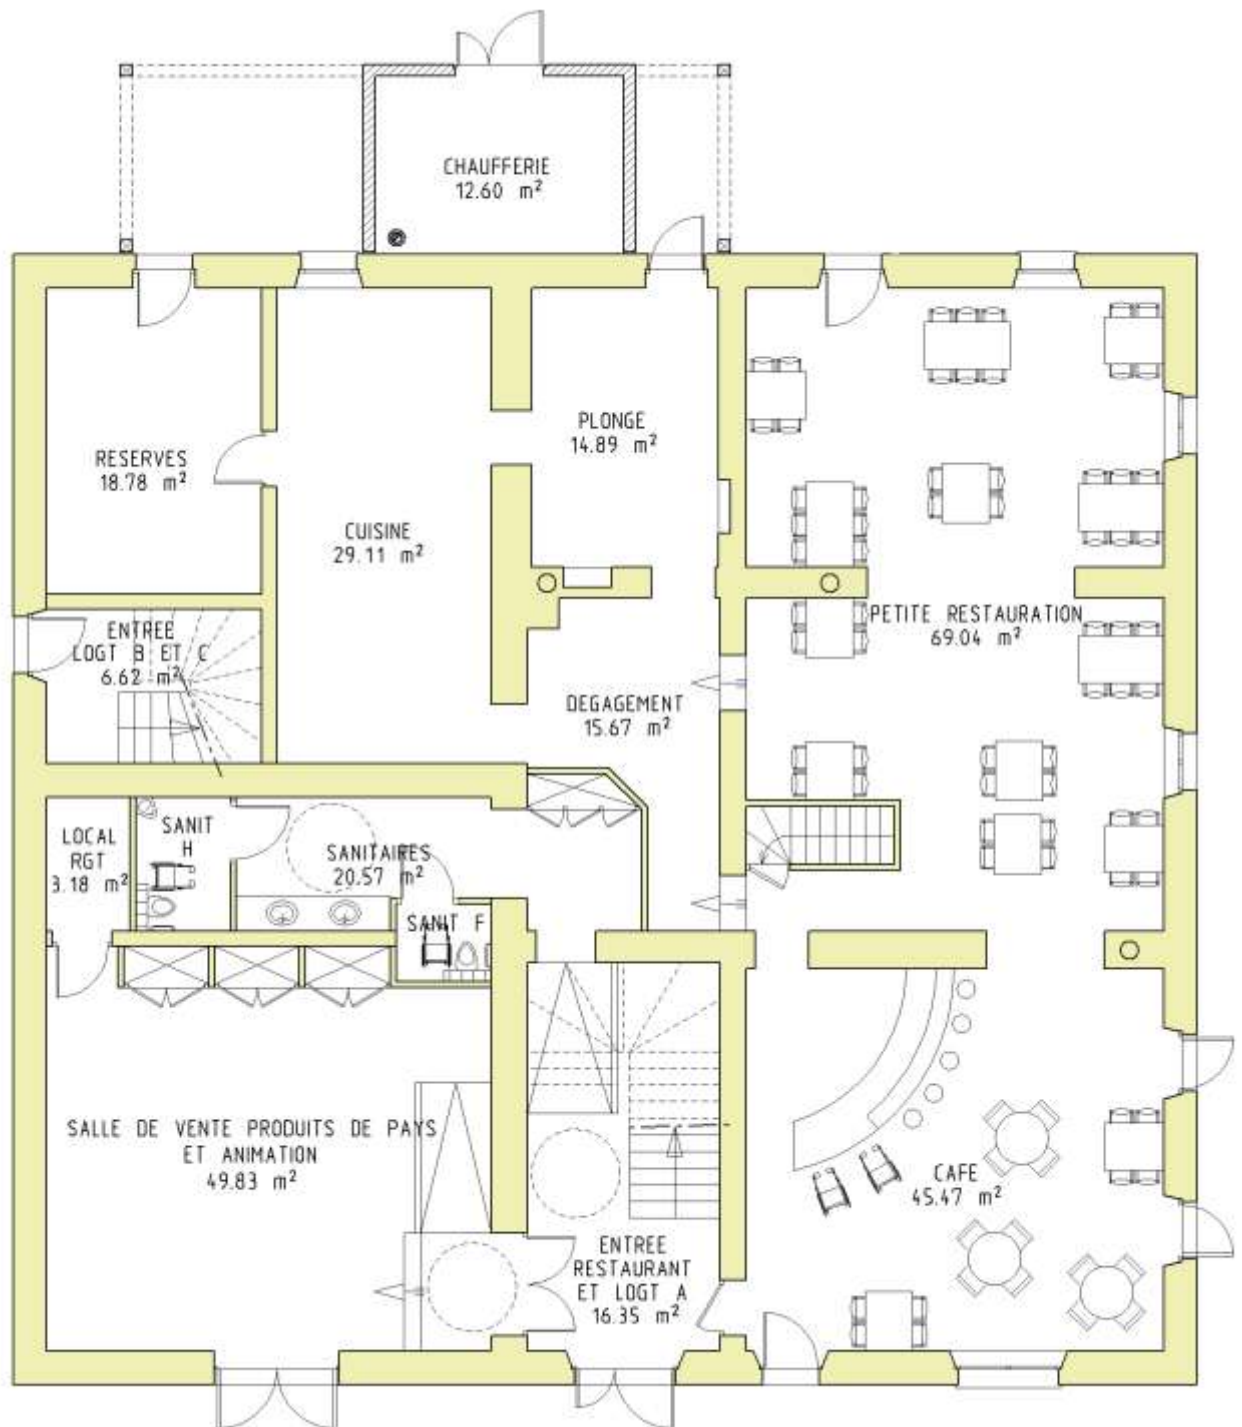 CHAUFFERIE
12.60 m²
PLONGE
14.89 m²
RESERVES
18.78 m²
CUISINE
29.11 m²
PETITE RESTAURATION
69.04 m²
ENTREE
LOGT B ET C
6.62 m²
DEGAGEMENT
15.67 m²
LOCAL
RGT
3.18 m²
SANIT
H
SANITAIRES
20.57 m²
SANIT F
SALLE DE VENTE PRODUITS DE PAYS
ET ANIMATION
49.83 m²
CAFE
45.47 m²
ENTREE
RESTAURANT
ET LOGT A
16.35 m²